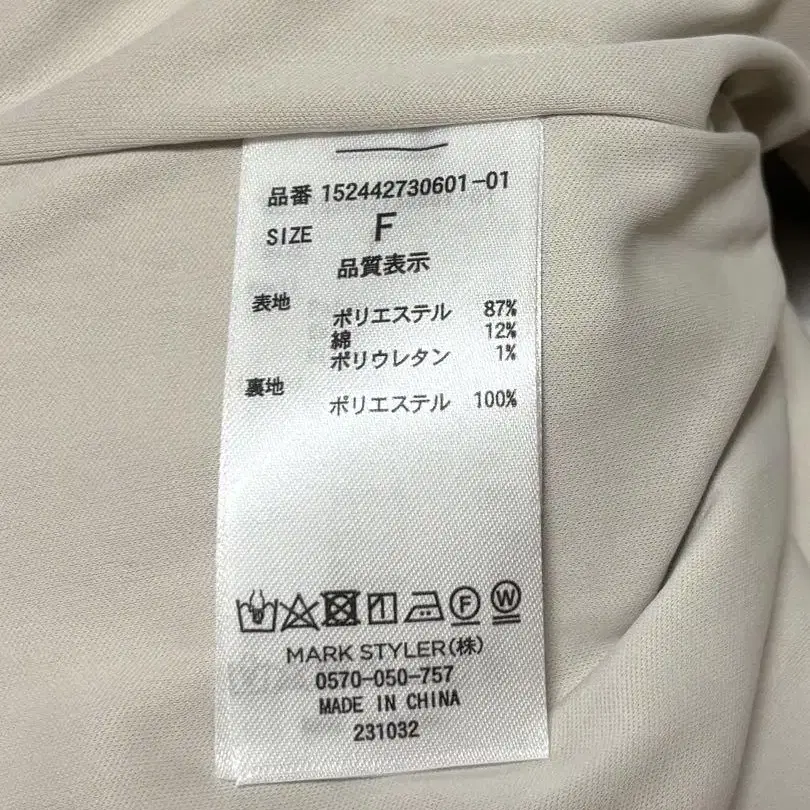 品番 152442730601-01
SIZE F
品質表示
表地
ポリエステル 87%
綿 12%
ポリウレタン 1%
裏地
ポリエステル 100%
F W
MARK STYLER(株)
0570-050-757
MADE IN CHINA
231032